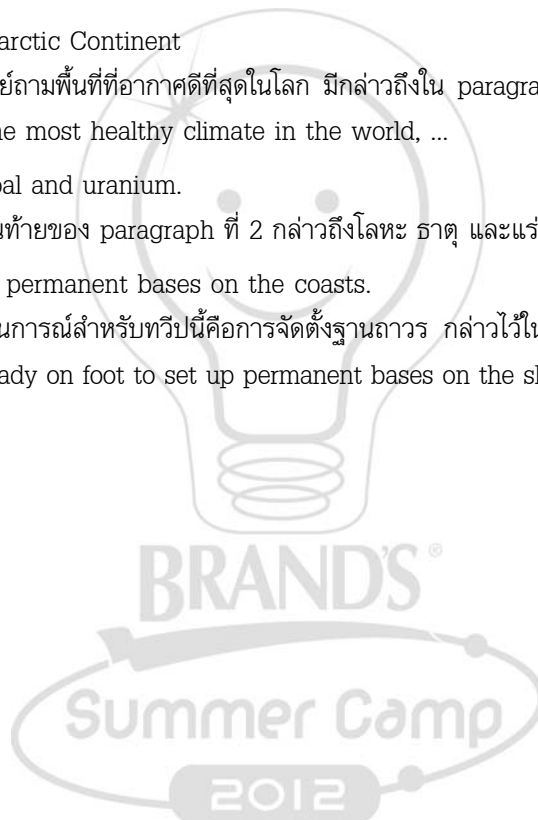 arctic Continent
ย์ถามพื้นที่ที่อากาศดีที่สุดในโลก มีกล่าวถึงใน paragra
he most healthy climate in the world, ...
oal and uranium.
นท้ายของ paragraph ที่ 2 กล่าวถึงโลหะ ธาตุ และแร่
permanent bases on the coasts.
นการณ์สำหรับทวีปนี้คือการจัดตั้งฐานถาวร กล่าวไว้ใน
ady on foot to set up permanent bases on the sl
BRAND'S ®
Summer Camp
2012